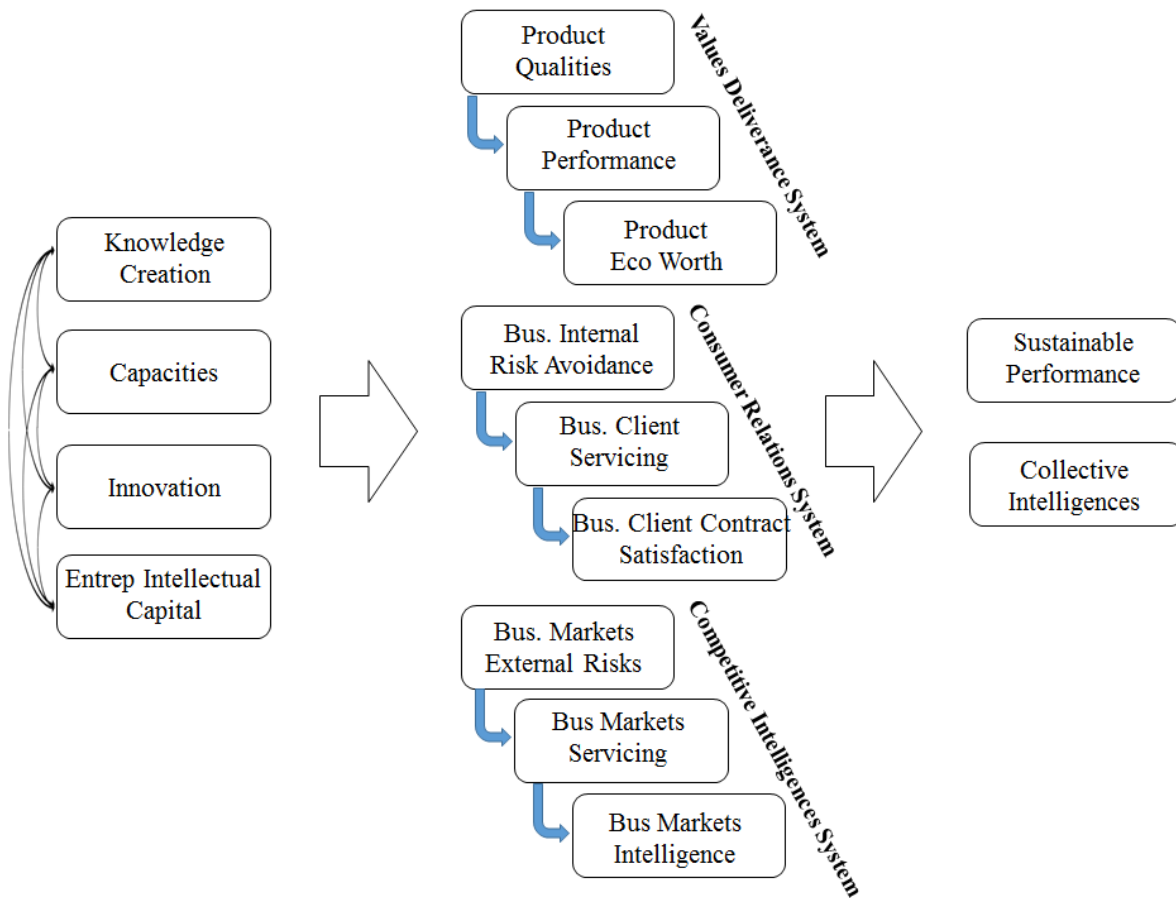 Knowledge
Creation
Capacities
Innovation
Entrep Intellectual
Capital
Product
Qualities
Product
Performance
Product
Eco Worth
Values Deliverance System
Bus. Internal
Risk Avoidance
Bus. Client
Servicing
Bus. Client Contract
Satisfaction
Consumer Relations System
Bus. Markets
External Risks
Bus Markets
Servicing
Bus Markets
Intelligence
Competitive Intelligences System
Sustainable
Performance
Collective
Intelligences